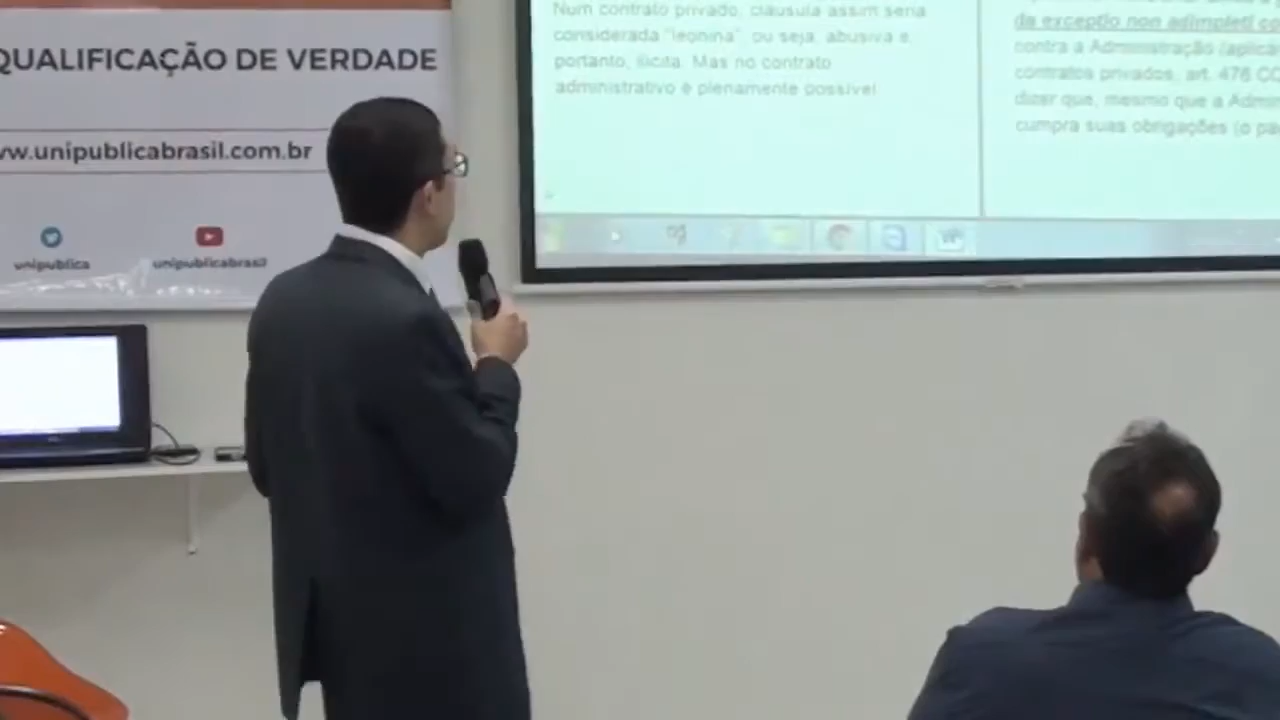 QUALIFICAÇÃO DE VERDADE
ww.unipublicabrasil.com.br
unipublica
unipublicabrasil
Num contrato privado, cláusula assim seria
considerada "leonina", ou seja, abusiva e,
portanto, ilícita. Mas no contrato
administrativo é plenamente possível
da exceptio non adimpleti co
contra a Administração (aplicá
contratos privados, art. 476 CC
dizer que, mesmo que a Admi
cumpra suas obrigações (o pa